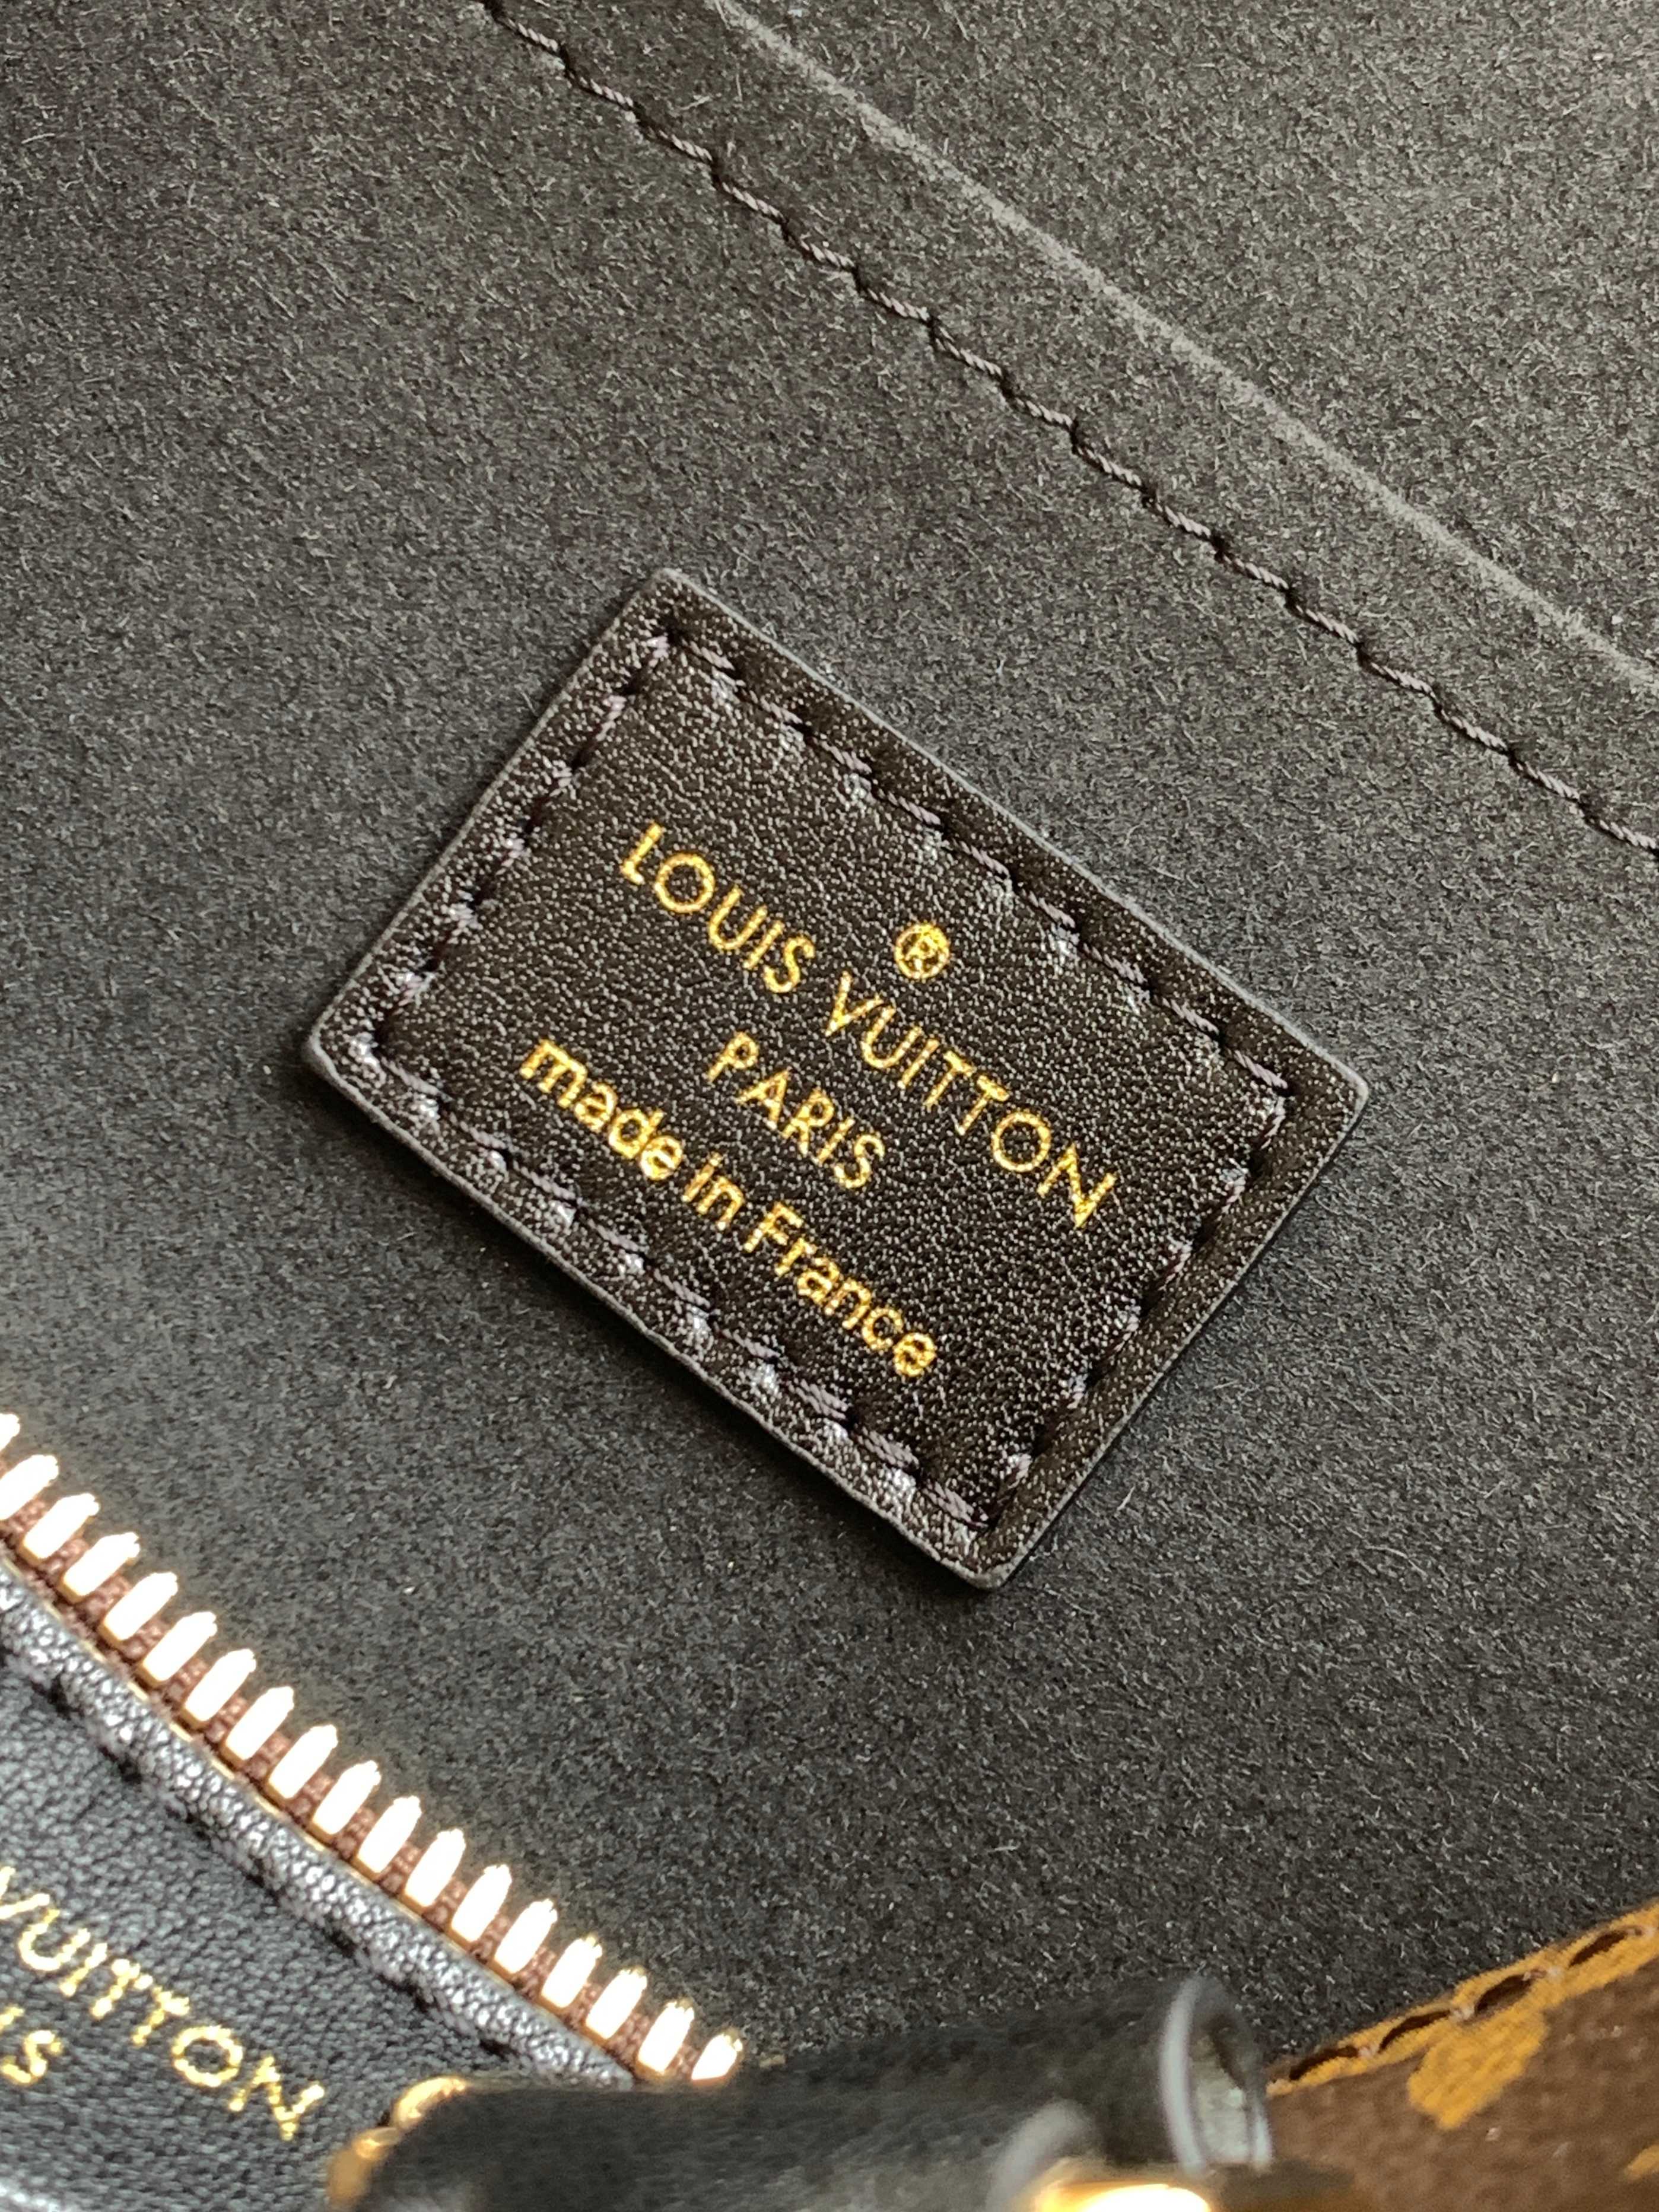 ®
LOUIS VUITTON
PARIS
made in France
VUITTON